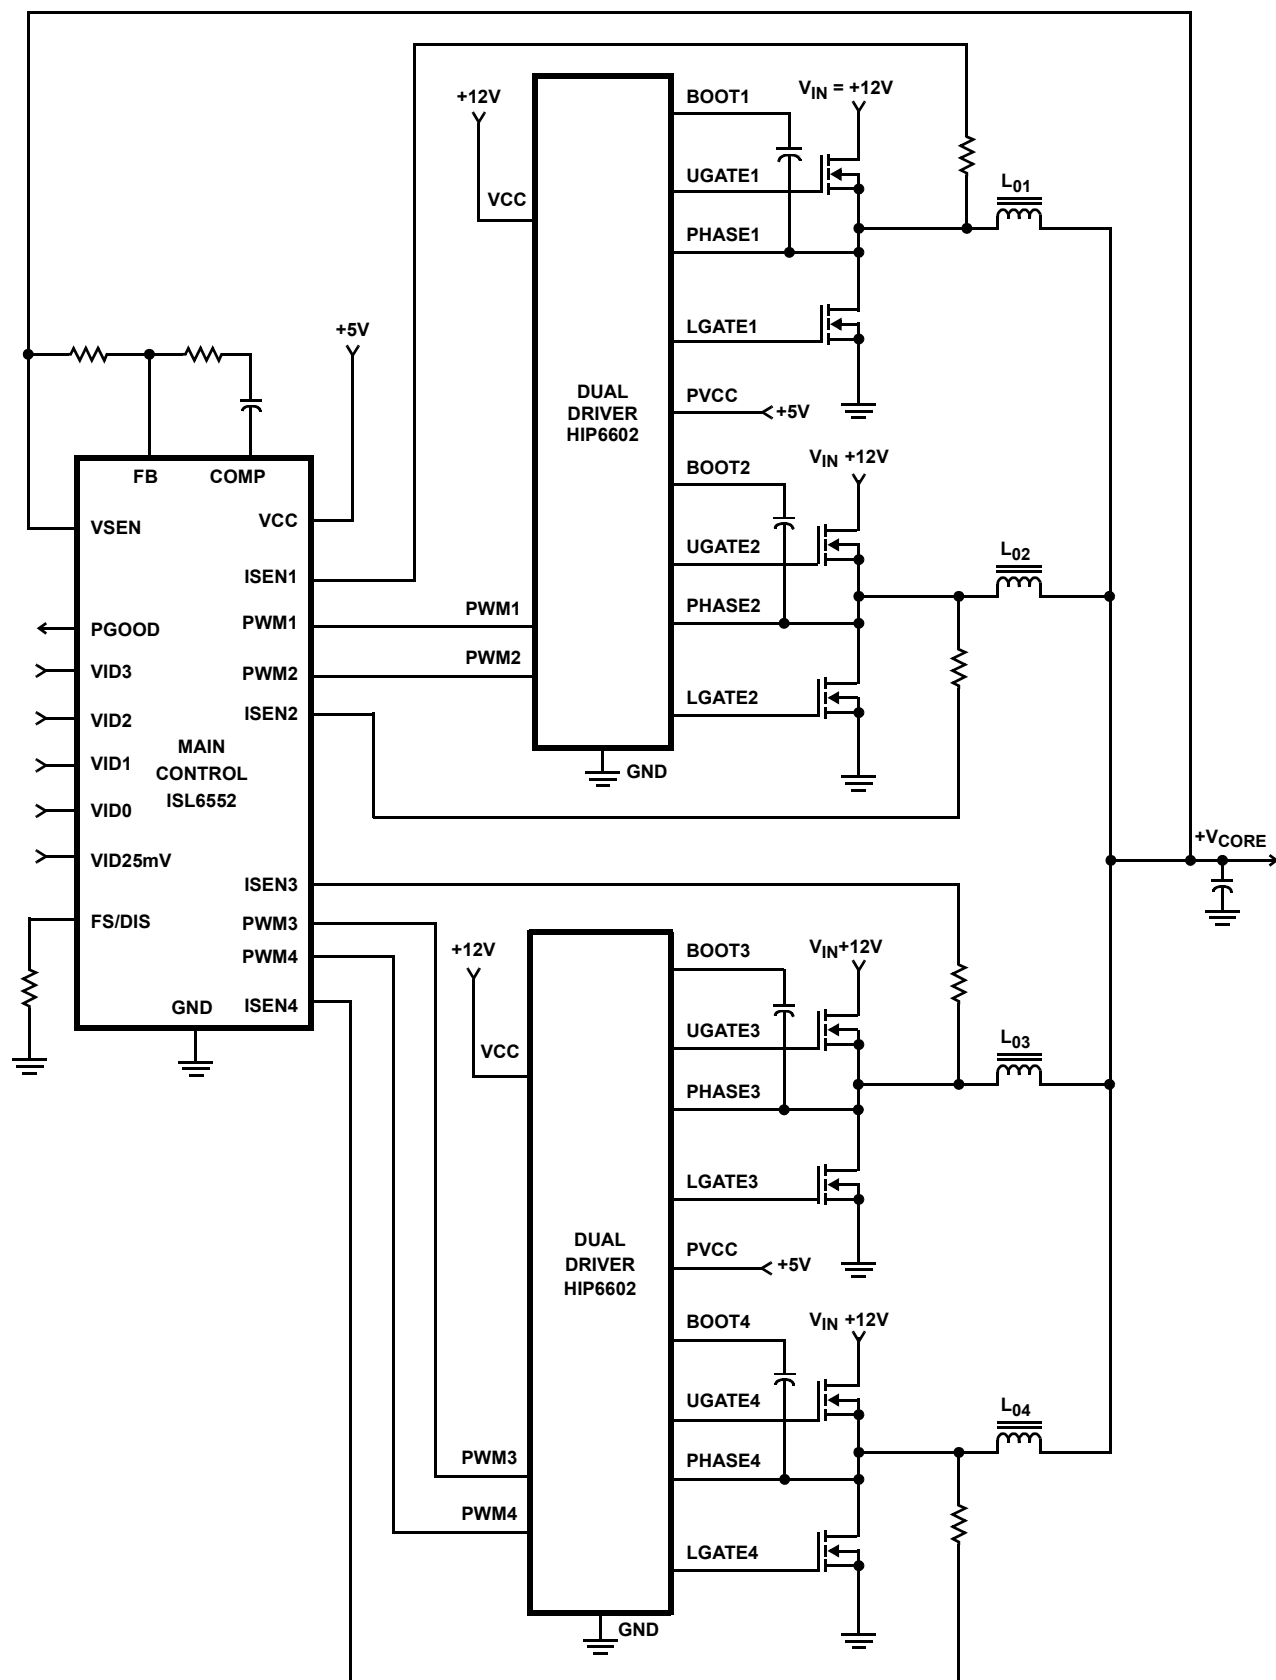 +12V
BOOT1
VIN = +12V
UGATE1
VCC
L01
PHASE1
+5V
LGATE1
DUAL
DRIVER
HIP6602
PVCC
+5V
BOOT2
VIN +12V
FB
COMP
VSEN
VCC
UGATE2
L02
ISEN1
PWM1
PHASE2
PGOOD
PWM1
PWM2
VID3
PWM2
LGATE2
VID2
ISEN2
MAIN
CONTROL
ISL6552
VID1
GND
VID0
+VCORE
VID25mV
ISEN3
FS/DIS
PWM3
+12V
BOOT3
VIN+12V
PWM4
GND
ISEN4
UGATE3
L03
VCC
PHASE3
LGATE3
DUAL
DRIVER
HIP6602
PVCC
+5V
BOOT4
VIN +12V
UGATE4
L04
PWM3
PHASE4
PWM4
LGATE4
GND